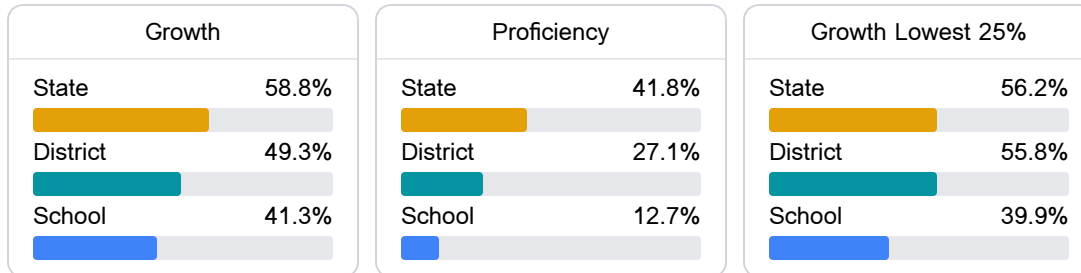 Growth
State 58.8%
District 49.3%
School 41.3%
Proficiency
State 41.8%
District 27.1%
School 12.7%
Growth Lowest 25%
State 56.2%
District 55.8%
School 39.9%